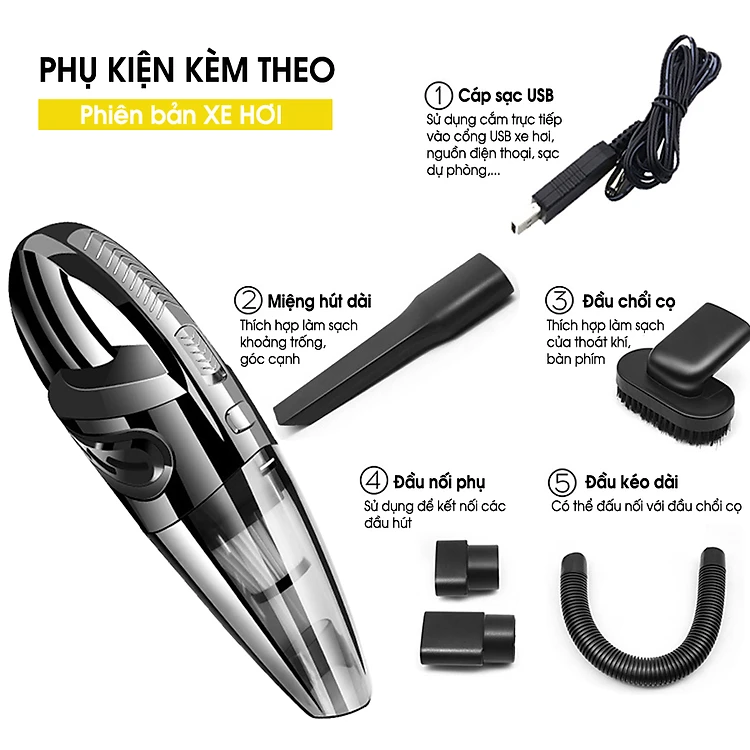 PHỤ KIỆN KÈM THEO
Phiên bản XE HƠI
1 Cáp sạc USB
Sử dụng cắm trực tiếp
vào cổng USB xe hơi,
nguồn điện thoại, sạc
dự phòng,...
2 Miệng hút dài
Thích hợp làm sạch
khoảng trống,
góc cạnh
3 Đầu chổi cọ
Thích hợp làm sạch
của thoát khí,
bàn phím
4 Đầu nối phụ
Sử dụng để kết nối các
đầu hút
5 Đầu kéo dài
Có thể đấu nối với đầu chổi cọ